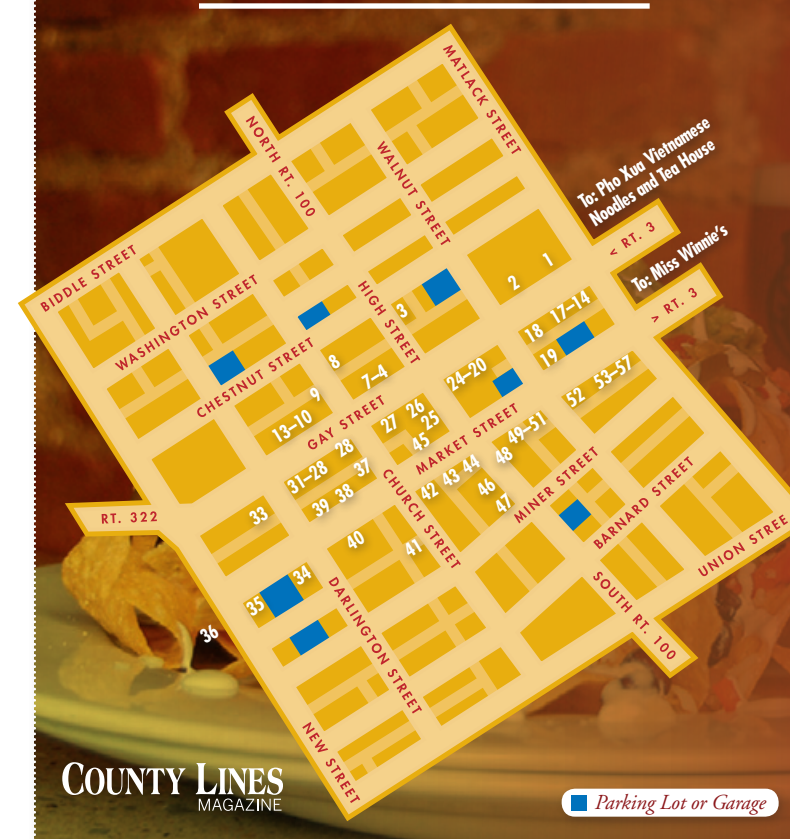 MATLACK STREET
NORTH RT. 100
WALNUT STREET
To: Pho Xua Vietnamese
Noodles and Tea House
< RT. 3
To: Miss Winnie's
> RT. 3
BIDDLE STREET
WASHINGTON STREET
HIGH STREET
CHESTNUT STREET
GAY STREET
MARKET STREET
CHURCH STREET
MINER STREET
BARNARD STREET
UNION STREE
RT. 322
DARLINGTON STREET
SOUTH RT. 100
NEW STREET
1
2
3
7–4
8
9
13–10
17–14
18
19
24–20
25
26
27
28
31–28
37
38
39
33
34
35
36
40
41
42
43
44
45
46
47
48
49–51
52
53–57
COUNTY LINES
MAGAZINE
Parking Lot or Garage